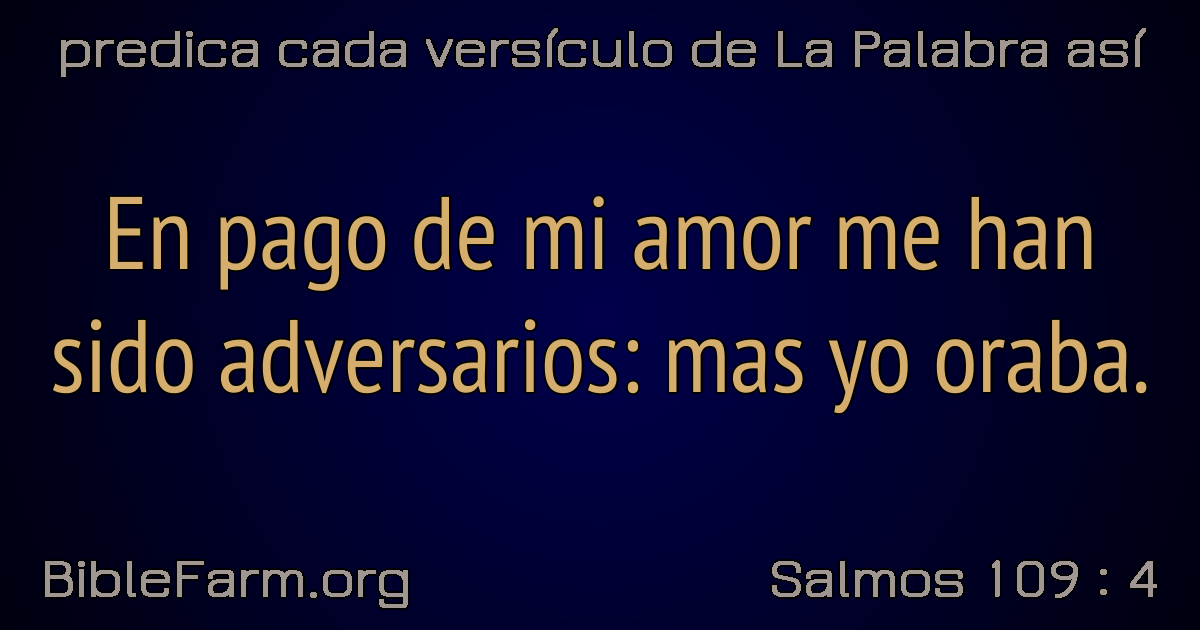 predica cada versículo de La Palabra así
En pago de mi amor me han
sido adversarios: mas yo oraba.
BibleFarm.org
Salmos 109 : 4